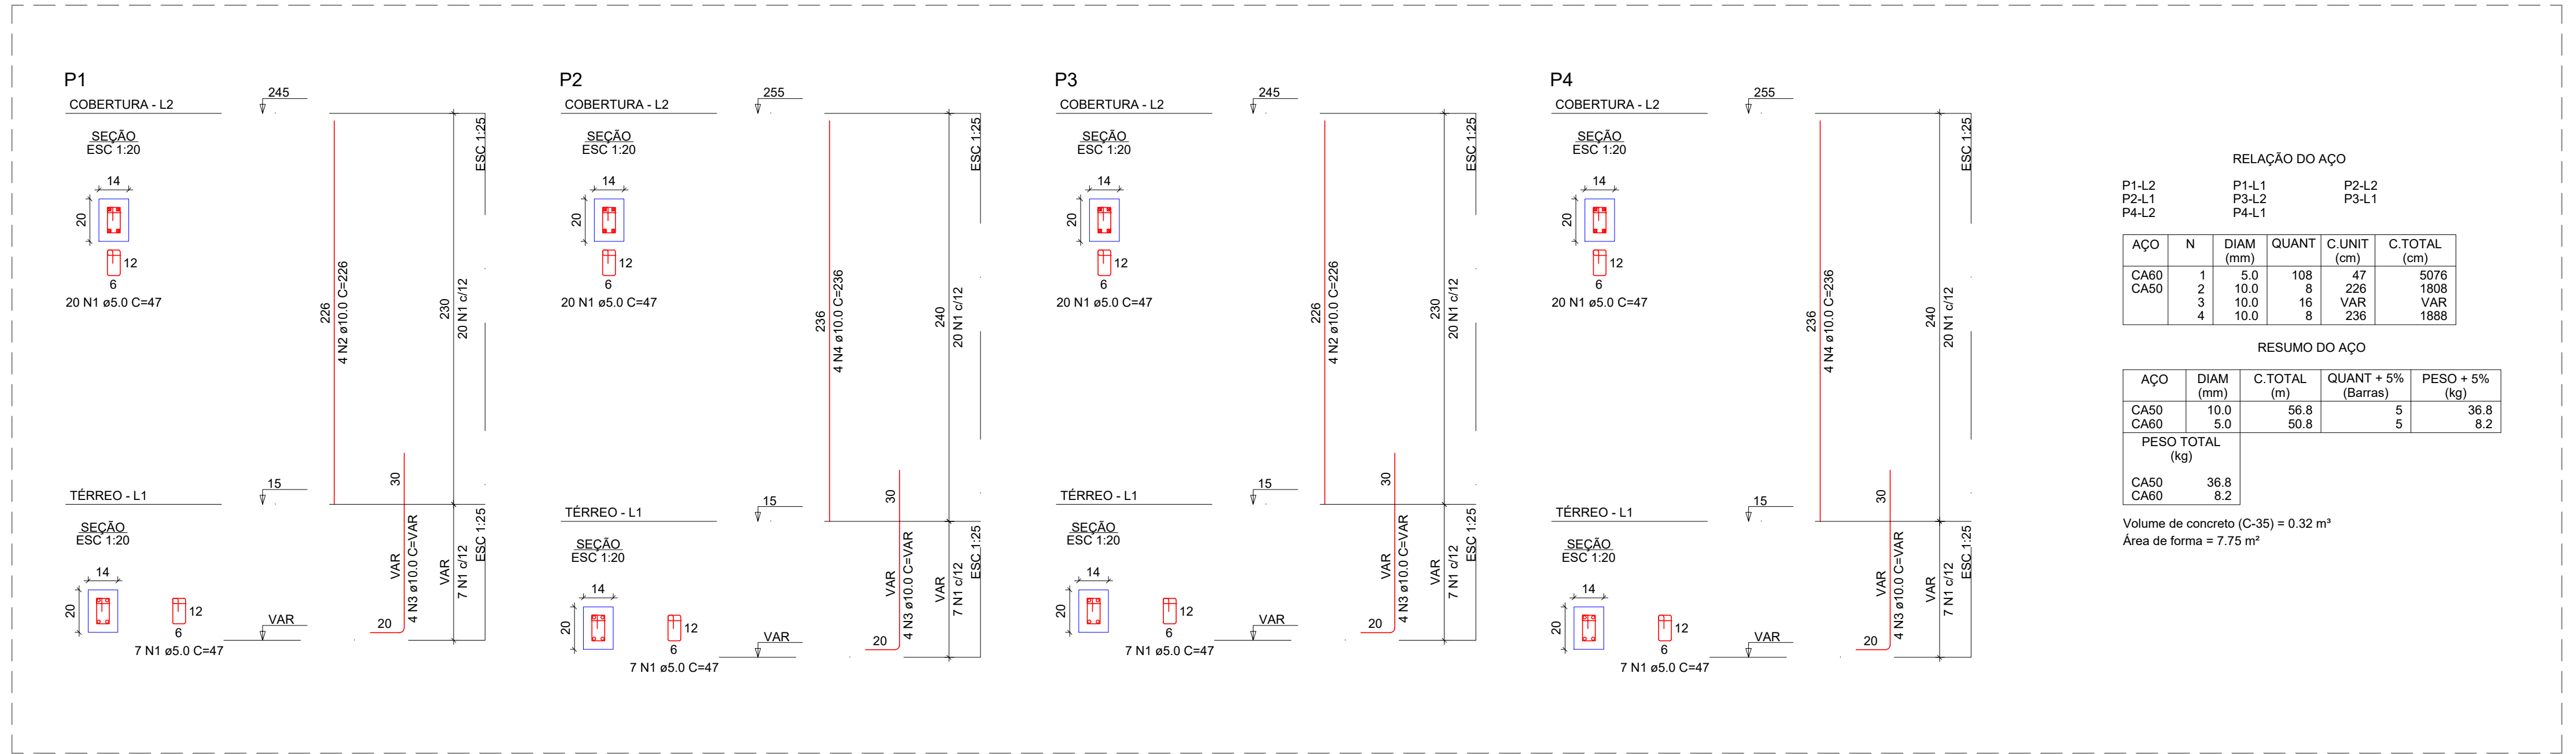 P1
COBERTURA - L2
245
SEÇÃO
ESC 1:20
14
20
12
6
20 N1 ø5.0 C=47
226
4 N2 ø10.0 C=226
230
20 N1 c/12
ESC 1:25
TÉRREO - L1
15
SEÇÃO
ESC 1:20
14
20
12
6
7 N1 ø5.0 C=47
VAR
30
VAR
20
4 N3 ø10.0 C=VAR
VAR
7 N1 c/12
ESC 1:25
P2
COBERTURA - L2
255
SEÇÃO
ESC 1:20
14
20
12
6
20 N1 ø5.0 C=47
236
4 N4 ø10.0 C=236
240
20 N1 c/12
ESC 1:25
TÉRREO - L1
15
SEÇÃO
ESC 1:20
14
20
12
6
7 N1 ø5.0 C=47
VAR
30
VAR
20
4 N3 ø10.0 C=VAR
VAR
7 N1 c/12
ESC 1:25
P3
COBERTURA - L2
245
SEÇÃO
ESC 1:20
14
20
12
6
20 N1 ø5.0 C=47
226
4 N2 ø10.0 C=226
230
20 N1 c/12
ESC 1:25
TÉRREO - L1
15
SEÇÃO
ESC 1:20
14
20
12
6
7 N1 ø5.0 C=47
VAR
30
VAR
20
4 N3 ø10.0 C=VAR
VAR
7 N1 c/12
ESC 1:25
P4
COBERTURA - L2
255
SEÇÃO
ESC 1:20
14
20
12
6
20 N1 ø5.0 C=47
236
4 N4 ø10.0 C=236
240
20 N1 c/12
ESC 1:25
TÉRREO - L1
15
SEÇÃO
ESC 1:20
14
20
12
6
7 N1 ø5.0 C=47
VAR
30
VAR
20
4 N3 ø10.0 C=VAR
VAR
7 N1 c/12
ESC 1:25
RELAÇÃO DO AÇO
P1-L2 P1-L1 P2-L2
P2-L1 P3-L2 P3-L1
P4-L2 P4-L1
AÇO N DIAM QUANT C.UNIT C.TOTAL
(mm) (cm) (cm)
CA60 1 5.0 108 47 5076
CA50 2 10.0 8 226 1808
3 10.0 16 VAR VAR
4 10.0 8 236 1888
RESUMO DO AÇO
AÇO DIAM C.TOTAL QUANT + 5% PESO + 5%
(mm) (m) (Barras) (kg)
CA50 10.0 56.8 5 36.8
CA60 5.0 50.8 5 8.2
PESO TOTAL
(kg)
CA50 36.8
CA60 8.2
Volume de concreto (C-35) = 0.32 m³
Área de forma = 7.75 m²